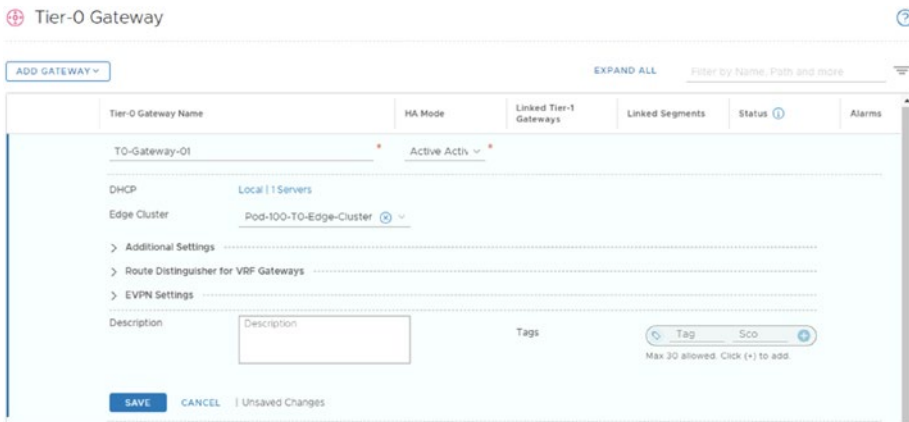 Tier-0 Gateway
ADD GATEWAY
EXPAND ALL
Filter by Name, Path and more
Tier-0 Gateway Name
HA Mode
Linked Tier-1
Gateways
Linked Segments
Status
Alarms
T0-Gateway-01 *
Active Activ *
DHCP
Local | 1 Servers
Edge Cluster
Pod-100-T0-Edge-Cluster
Additional Settings
Route Distinguisher for VRF Gateways
EVPN Settings
Description
Description
Tags
Tag
Sco
Max 30 allowed. Click (+) to add.
SAVE
CANCEL
| Unsaved Changes